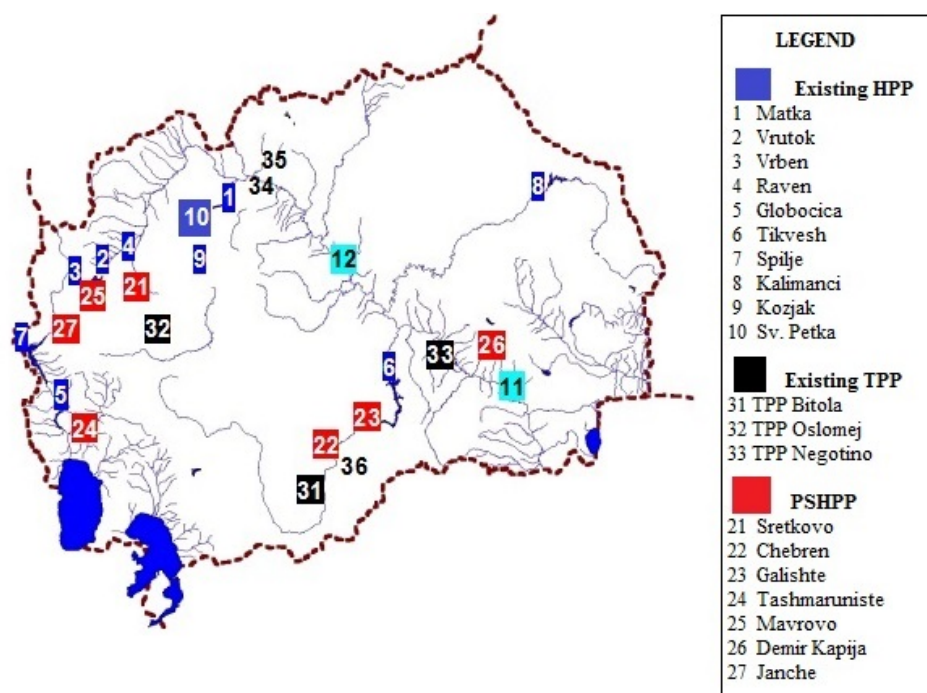 35
34
1
10
8
12
4
2
9
3
21
25
27
32
7
33
26
6
11
5
23
24
22
36
31
LEGEND
Existing HPP
1 Matka
2 Vrutok
3 Vrben
4 Raven
5 Globocica
6 Tikvesh
7 Spilje
8 Kalimanci
9 Kozjak
10 Sv. Petka
Existing TPP
31 TPP Bitola
32 TPP Oslomej
33 TPP Negotino
PSHPP
21 Sretkovo
22 Chebren
23 Galishte
24 Tashmaruniste
25 Mavrovo
26 Demir Kapija
27 Janche